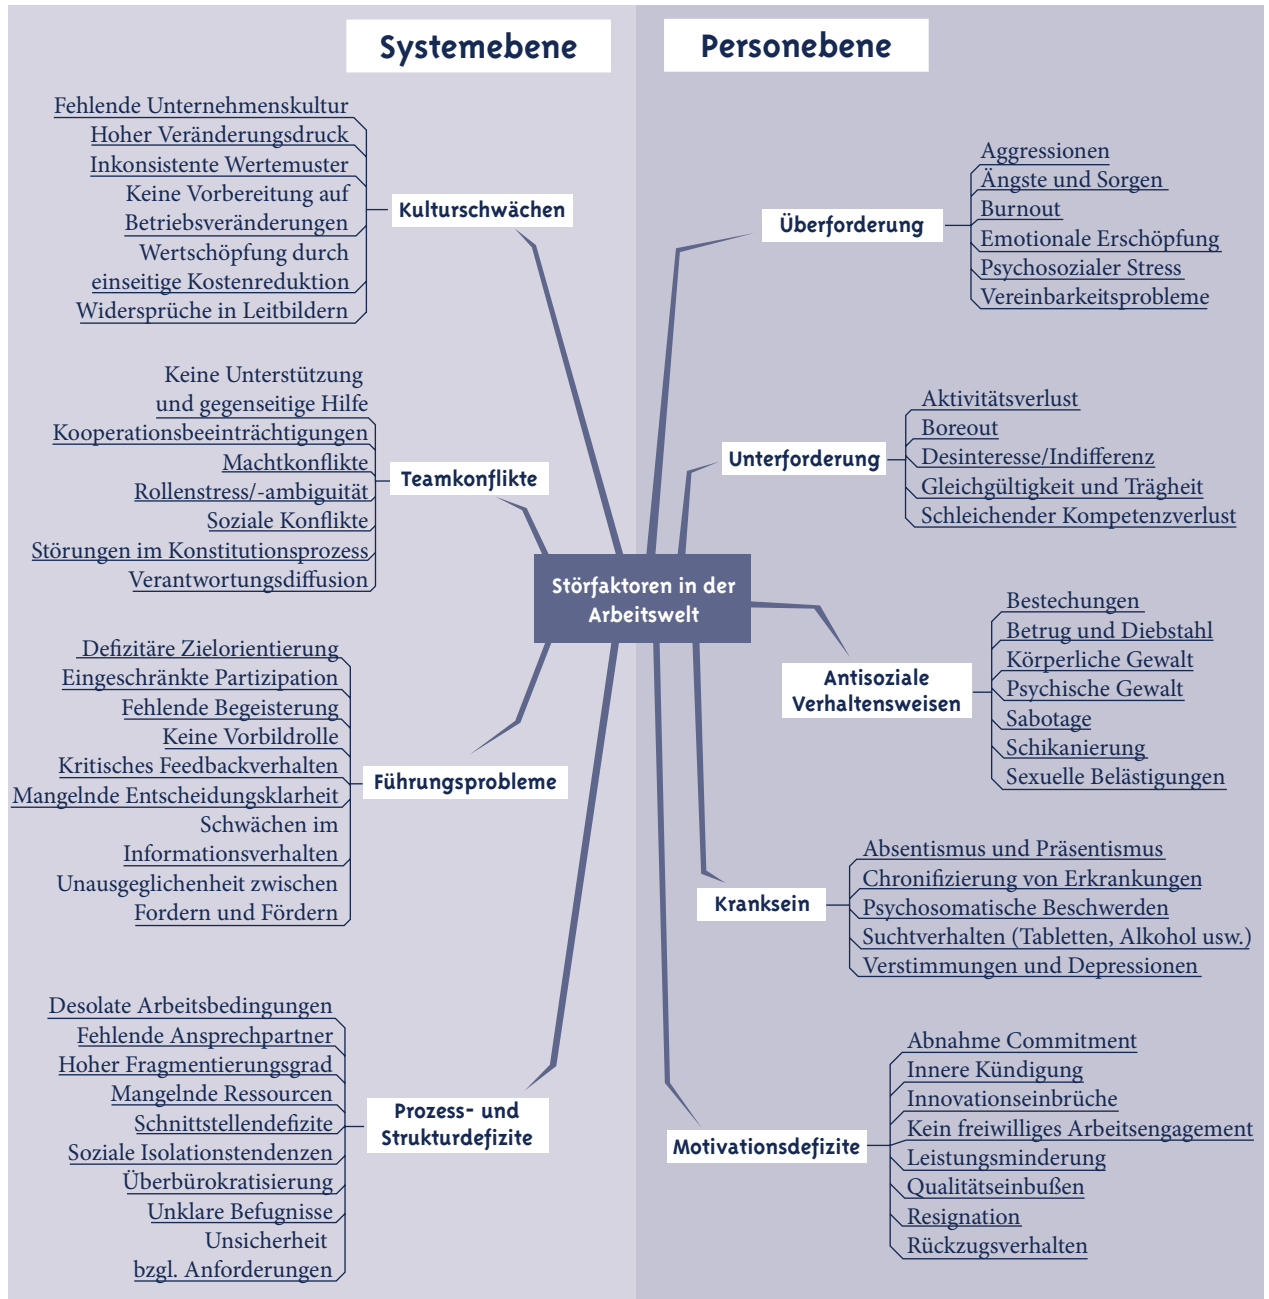 Systemebene
Fehlende Unternehmenskultur
Hoher Veränderungsdruck
Inkonsistente Wertemuster
Keine Vorbereitung auf
Betriebsveränderungen
Wertschöpfung durch
einseitige Kostenreduktion
Widersprüche in Leitbildern
Kulturschwächen
Keine Unterstützung
und gegenseitige Hilfe
Kooperationsbeeinträchtigungen
Machtkonflikte
Rollenstress/-ambiguität
Soziale Konflikte
Störungen im Konstitutionsprozess
Verantwortungsdiffusion
Teamkonflikte
Defizitäre Zielorientierung
Eingeschränkte Partizipation
Fehlende Begeisterung
Keine Vorbildrolle
Kritisches Feedbackverhalten
Mangelnde Entscheidungsklarheit
Schwächen im
Informationsverhalten
Unausgeglichenheit zwischen
Fordern und Fördern
Führungsprobleme
Desolate Arbeitsbedingungen
Fehlende Ansprechpartner
Hoher Fragmentierungsgrad
Mangelnde Ressourcen
Schnittstellendefizite
Soziale Isolationstendenzen
Überbürokratisierung
Unklare Befugnisse
Unsicherheit
bzgl. Anforderungen
Prozess- und
Strukturdefizite
Störfaktoren in der
Arbeitswelt
Personebene
Überforderung
Aggressionen
Ängste und Sorgen
Burnout
Emotionale Erschöpfung
Psychosozialer Stress
Vereinbarkeitsprobleme
Unterforderung
Aktivitätsverlust
Boreout
Desinteresse/Indifferenz
Gleichgültigkeit und Trägheit
Schleichender Kompetenzverlust
Antisoziale
Verhaltensweisen
Bestechungen
Betrug und Diebstahl
Körperliche Gewalt
Psychische Gewalt
Sabotage
Schikanierung
Sexuelle Belästigungen
Kranksein
Absentismus und Präsentismus
Chronifizierung von Erkrankungen
Psychosomatische Beschwerden
Suchtverhalten (Tabletten, Alkohol usw.)
Verstimmungen und Depressionen
Motivationsdefizite
Abnahme Commitment
Innere Kündigung
Innovationseinbrüche
Kein freiwilliges Arbeitsengagement
Leistungsminderung
Qualitätseinbußen
Resignation
Rückzugsverhalten